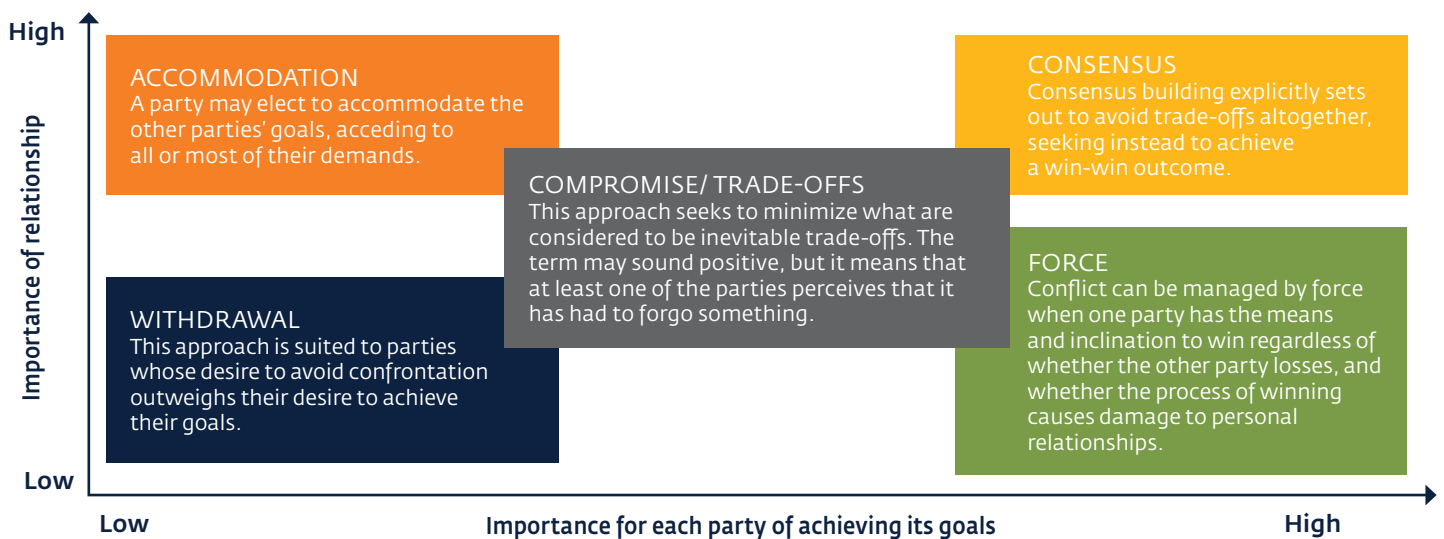 High
Importance of relationship
Low
ACCOMMODATION
A party may elect to accommodate the
other parties’ goals, acceding to
all or most of their demands.
CONSENSUS
Consensus building explicitly sets
out to avoid trade-offs altogether,
seeking instead to achieve
a win-win outcome.
COMPROMISE/ TRADE-OFFS
This approach seeks to minimize what are
considered to be inevitable trade-offs. The
term may sound positive, but it means that
at least one of the parties perceives that it
has had to forgo something.
WITHDRAWAL
This approach is suited to parties
whose desire to avoid confrontation
outweighs their desire to achieve
their goals.
FORCE
Conflict can be managed by force
when one party has the means
and inclination to win regardless of
whether the other party losses, and
whether the process of winning
causes damage to personal
relationships.
Low
Importance for each party of achieving its goals
High